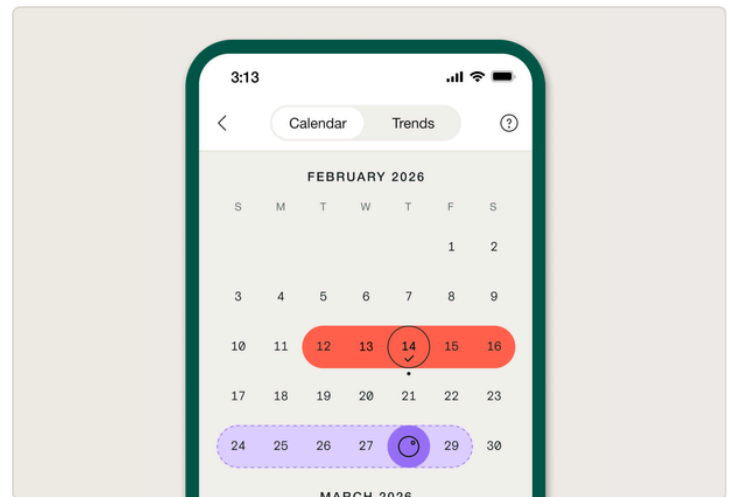 3:13
Calendar Trends ?
FEBRUARY 2026
S M T W T F S
1 2
3 4 5 6 7 8 9
10 11 12 13 14 15 16
17 18 19 20 21 22 23
24 25 26 27 29 30
MARCH 2026